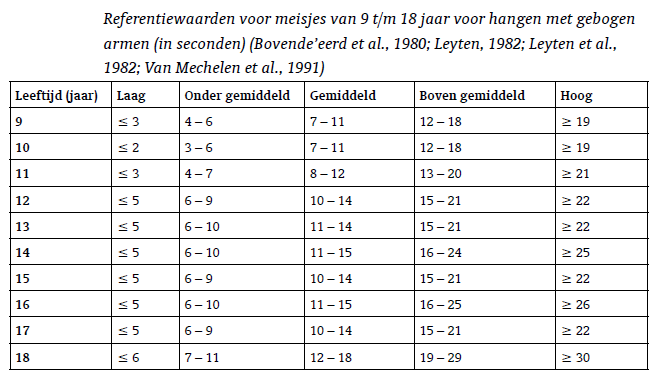 Referentiewaarden voor meisjes van 9 t/m 18 jaar voor hangen met gebogen
armen (in seconden) (Bovende’eerd et al., 1980; Leyten, 1982; Leyten et al.,
1982; Van Mechelen et al., 1991)
Leeftijd (jaar) Laag Onder gemiddeld Gemiddeld Boven gemiddeld Hoog
9 ≤ 3 4 – 6 7 – 11 12 – 18 ≥ 19
10 ≤ 2 3 – 6 7 – 11 12 – 18 ≥ 19
11 ≤ 3 4 – 7 8 – 12 13 – 20 ≥ 21
12 ≤ 5 6 – 9 10 – 14 15 – 21 ≥ 22
13 ≤ 5 6 – 10 11 – 14 15 – 21 ≥ 22
14 ≤ 5 6 – 10 11 – 15 16 – 24 ≥ 25
15 ≤ 5 6 – 9 10 – 14 15 – 21 ≥ 22
16 ≤ 5 6 – 10 11 – 15 16 – 25 ≥ 26
17 ≤ 5 6 – 9 10 – 14 15 – 21 ≥ 22
18 ≤ 6 7 – 11 12 – 18 19 – 29 ≥ 30